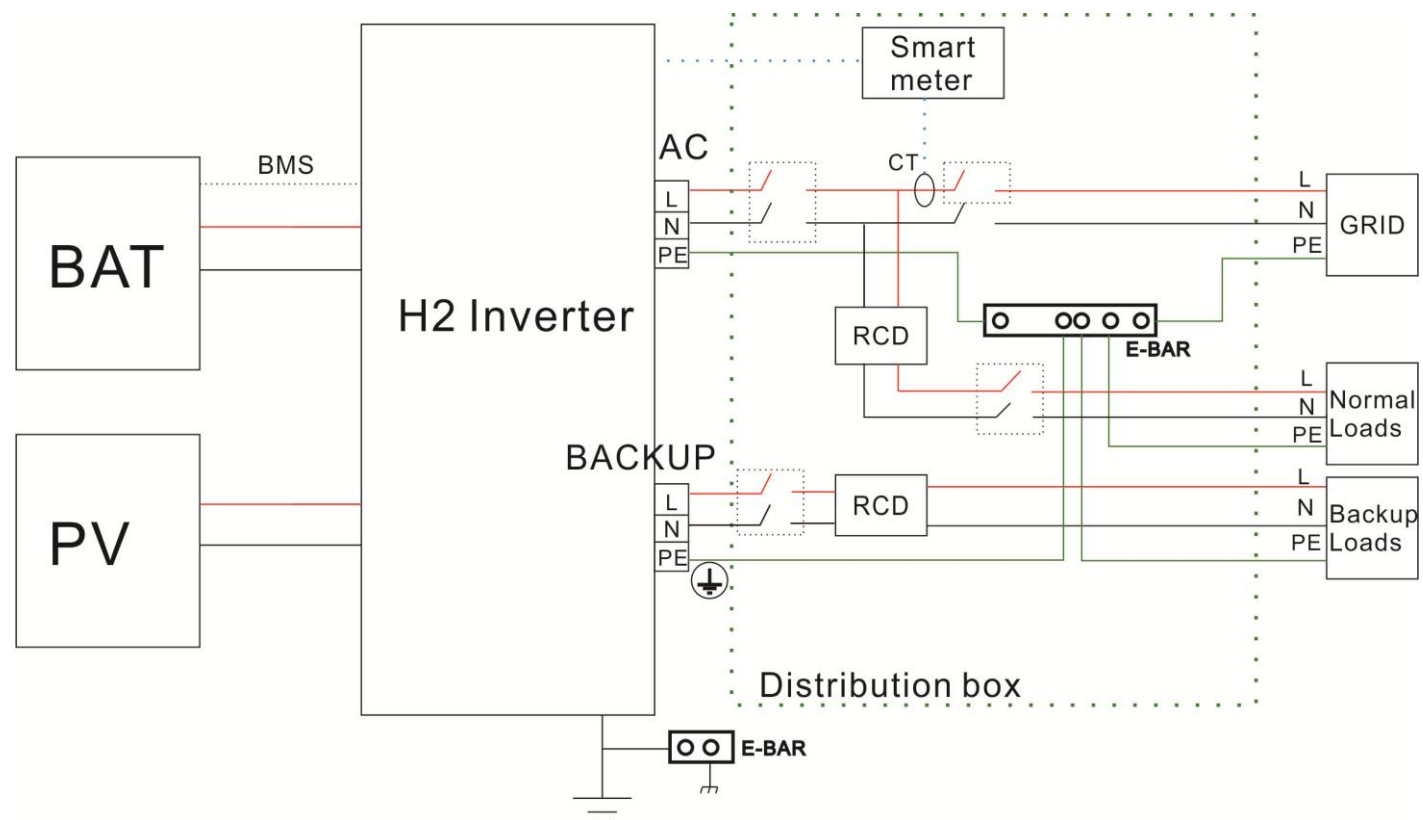 Smart
meter
AC
CT
BMS
L
N
PE
L
N
PE
GRID
BAT
H2 Inverter
RCD
E-BAR
L
N
PE
Normal
Loads
BACKUP
L
N
PE
RCD
L
N
PE
Backup
Loads
PV
Distribution box
E-BAR